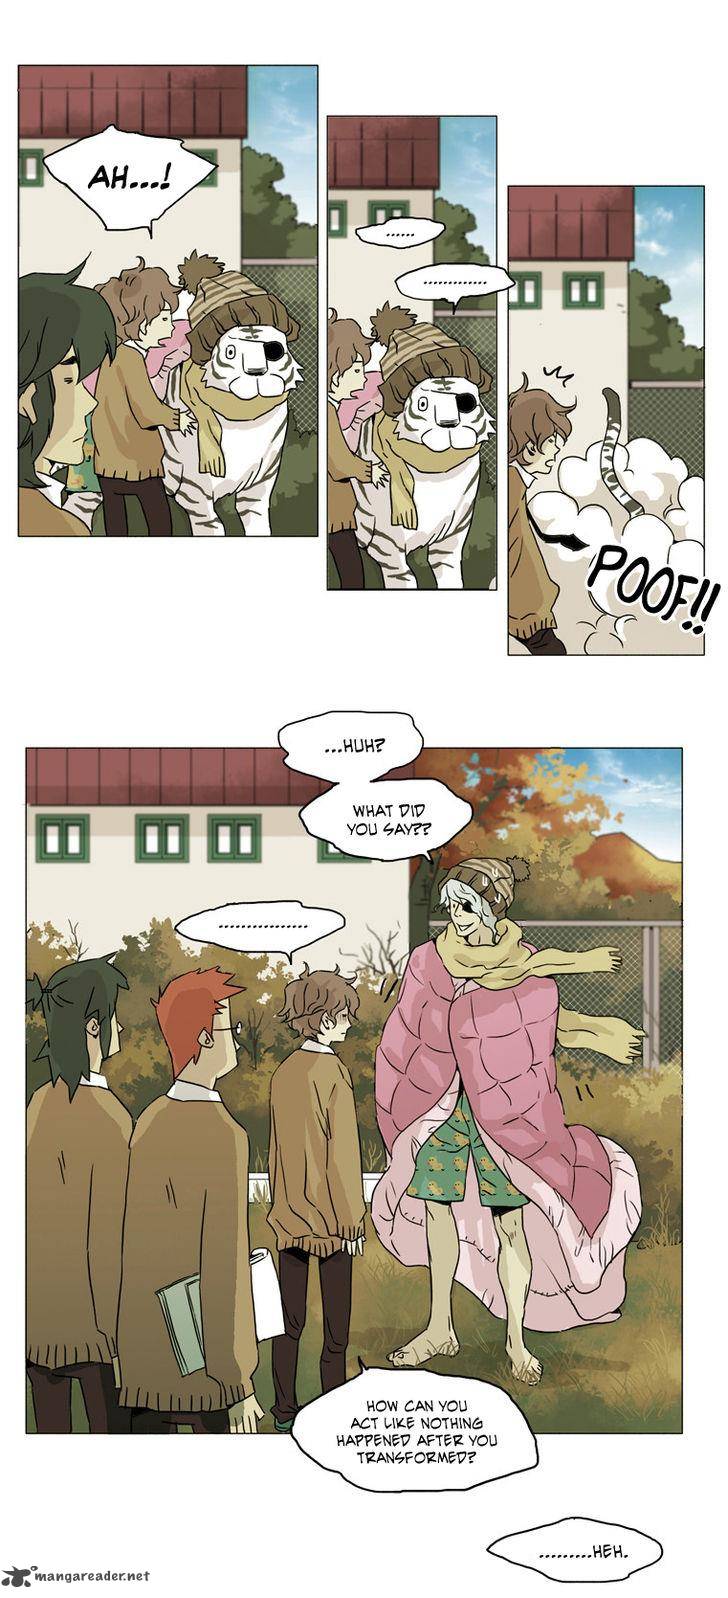 AH....!
.......
..............
POOF!!
...HUH?
WHAT DID
YOU SAY??
..................
HOW CAN YOU
ACT LIKE NOTHING
HAPPENED AFTER YOU
TRANSFORMED?
..........HEH.
mangareader.net